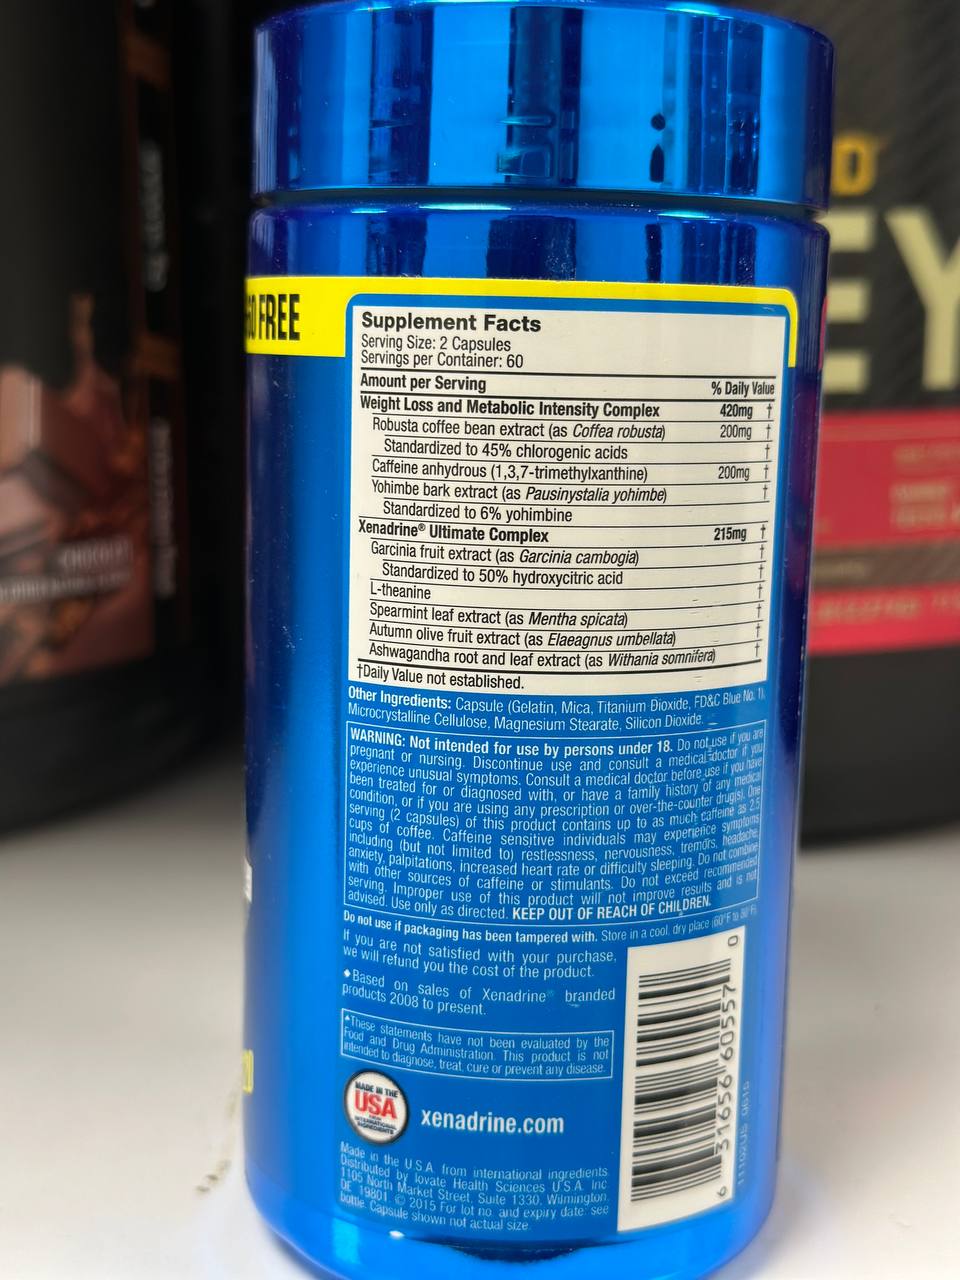 60 FREE
Supplement Facts
Serving Size: 2 Capsules
Servings per Container: 60
Amount per Serving % Daily Value
Weight Loss and Metabolic Intensity Complex 420mg †
Robusta coffee bean extract (as Coffea robusta) 200mg †
Standardized to 45% chlorogenic acids †
Caffeine anhydrous (1,3,7-trimethylxanthine) 200mg †
Yohimbe bark extract (as Pausinystalia yohimbe) †
Standardized to 6% yohimbine
Xenadrine® Ultimate Complex 215mg †
Garcinia fruit extract (as Garcinia cambogia) †
Standardized to 50% hydroxycitric acid †
L-theanine †
Spearmint leaf extract (as Mentha spicata) †
Autumn olive fruit extract (as Elaeagnus umbellata) †
Ashwagandha root and leaf extract (as Withania somnifera) †
†Daily Value not established.
Other Ingredients: Capsule (Gelatin, Mica, Titanium Dioxide, FD&C Blue No. 1),
Microcrystalline Cellulose, Magnesium Stearate, Silicon Dioxide.
WARNING: Not intended for use by persons under 18. Do not use if you are
pregnant or nursing. Discontinue use and consult a medical doctor if you
experience unusual symptoms. Consult a medical doctor before use if you have
been treated for or diagnosed with, or have a family history of any medical
condition, or if you are using any prescription or over-the-counter drug(s). One
serving (2 capsules) of this product contains up to as much caffeine as 2.5
cups of coffee. Caffeine sensitive individuals may experience symptoms
including (but not limited to) restlessness, nervousness, tremors, headache,
anxiety, palpitations, increased heart rate or difficulty sleeping. Do not combine
with other sources of caffeine or stimulants. Do not exceed recommended
serving. Improper use of this product will not improve results and is not
advised. Use only as directed. KEEP OUT OF REACH OF CHILDREN.
Do not use if packaging has been tampered with. Store in a cool, dry place (60°F to 80°F).
If you are not satisfied with your purchase,
we will refund you the cost of the product.
♦Based on sales of Xenadrine® branded
products 2008 to present.
▲These statements have not been evaluated by the
Food and Drug Administration. This product is not
intended to diagnose, treat, cure or prevent any disease.
MADE IN THE
USA
FROM
INTERNATIONAL
INGREDIENTS
xenadrine.com
Made in the U.S.A. from international ingredients.
Distributed by Iovate Health Sciences U.S.A. Inc.
1105 North Market Street, Suite 1330, Wilmington,
DE 19801. © 2015 For lot no. and expiry date: see
bottle. Capsule shown not actual size.
6 31656 60557 0
EY